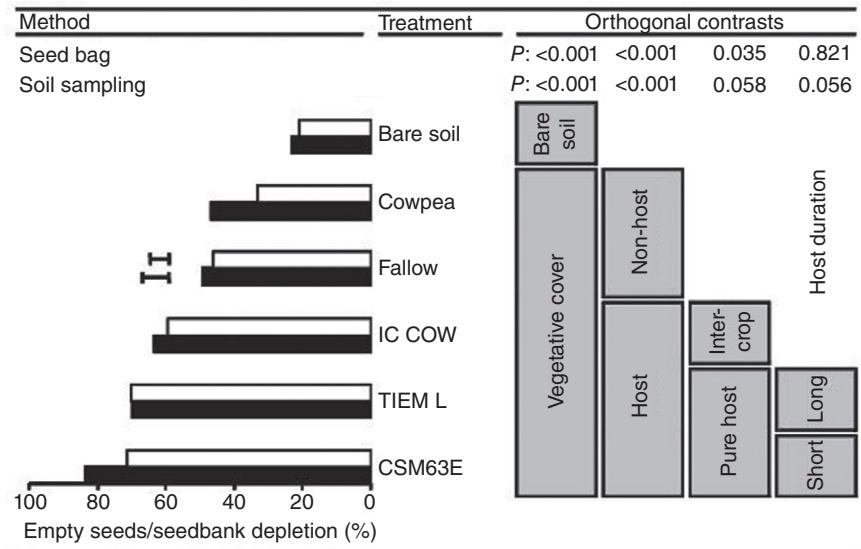 Method Treatment Orthogonal contrasts
Seed bag P: <0.001 <0.001 0.035 0.821
Soil sampling P: <0.001 <0.001 0.058 0.056
Bare soil
Cowpea
Fallow
IC COW
TIEM L
CSM63E
100 80 60 40 20 0
Empty seeds/seedbank depletion (%)
Bare
soil
Vegetative cover
Non-host
Host
Inter-
crop
Pure host
Host duration
Long
Short